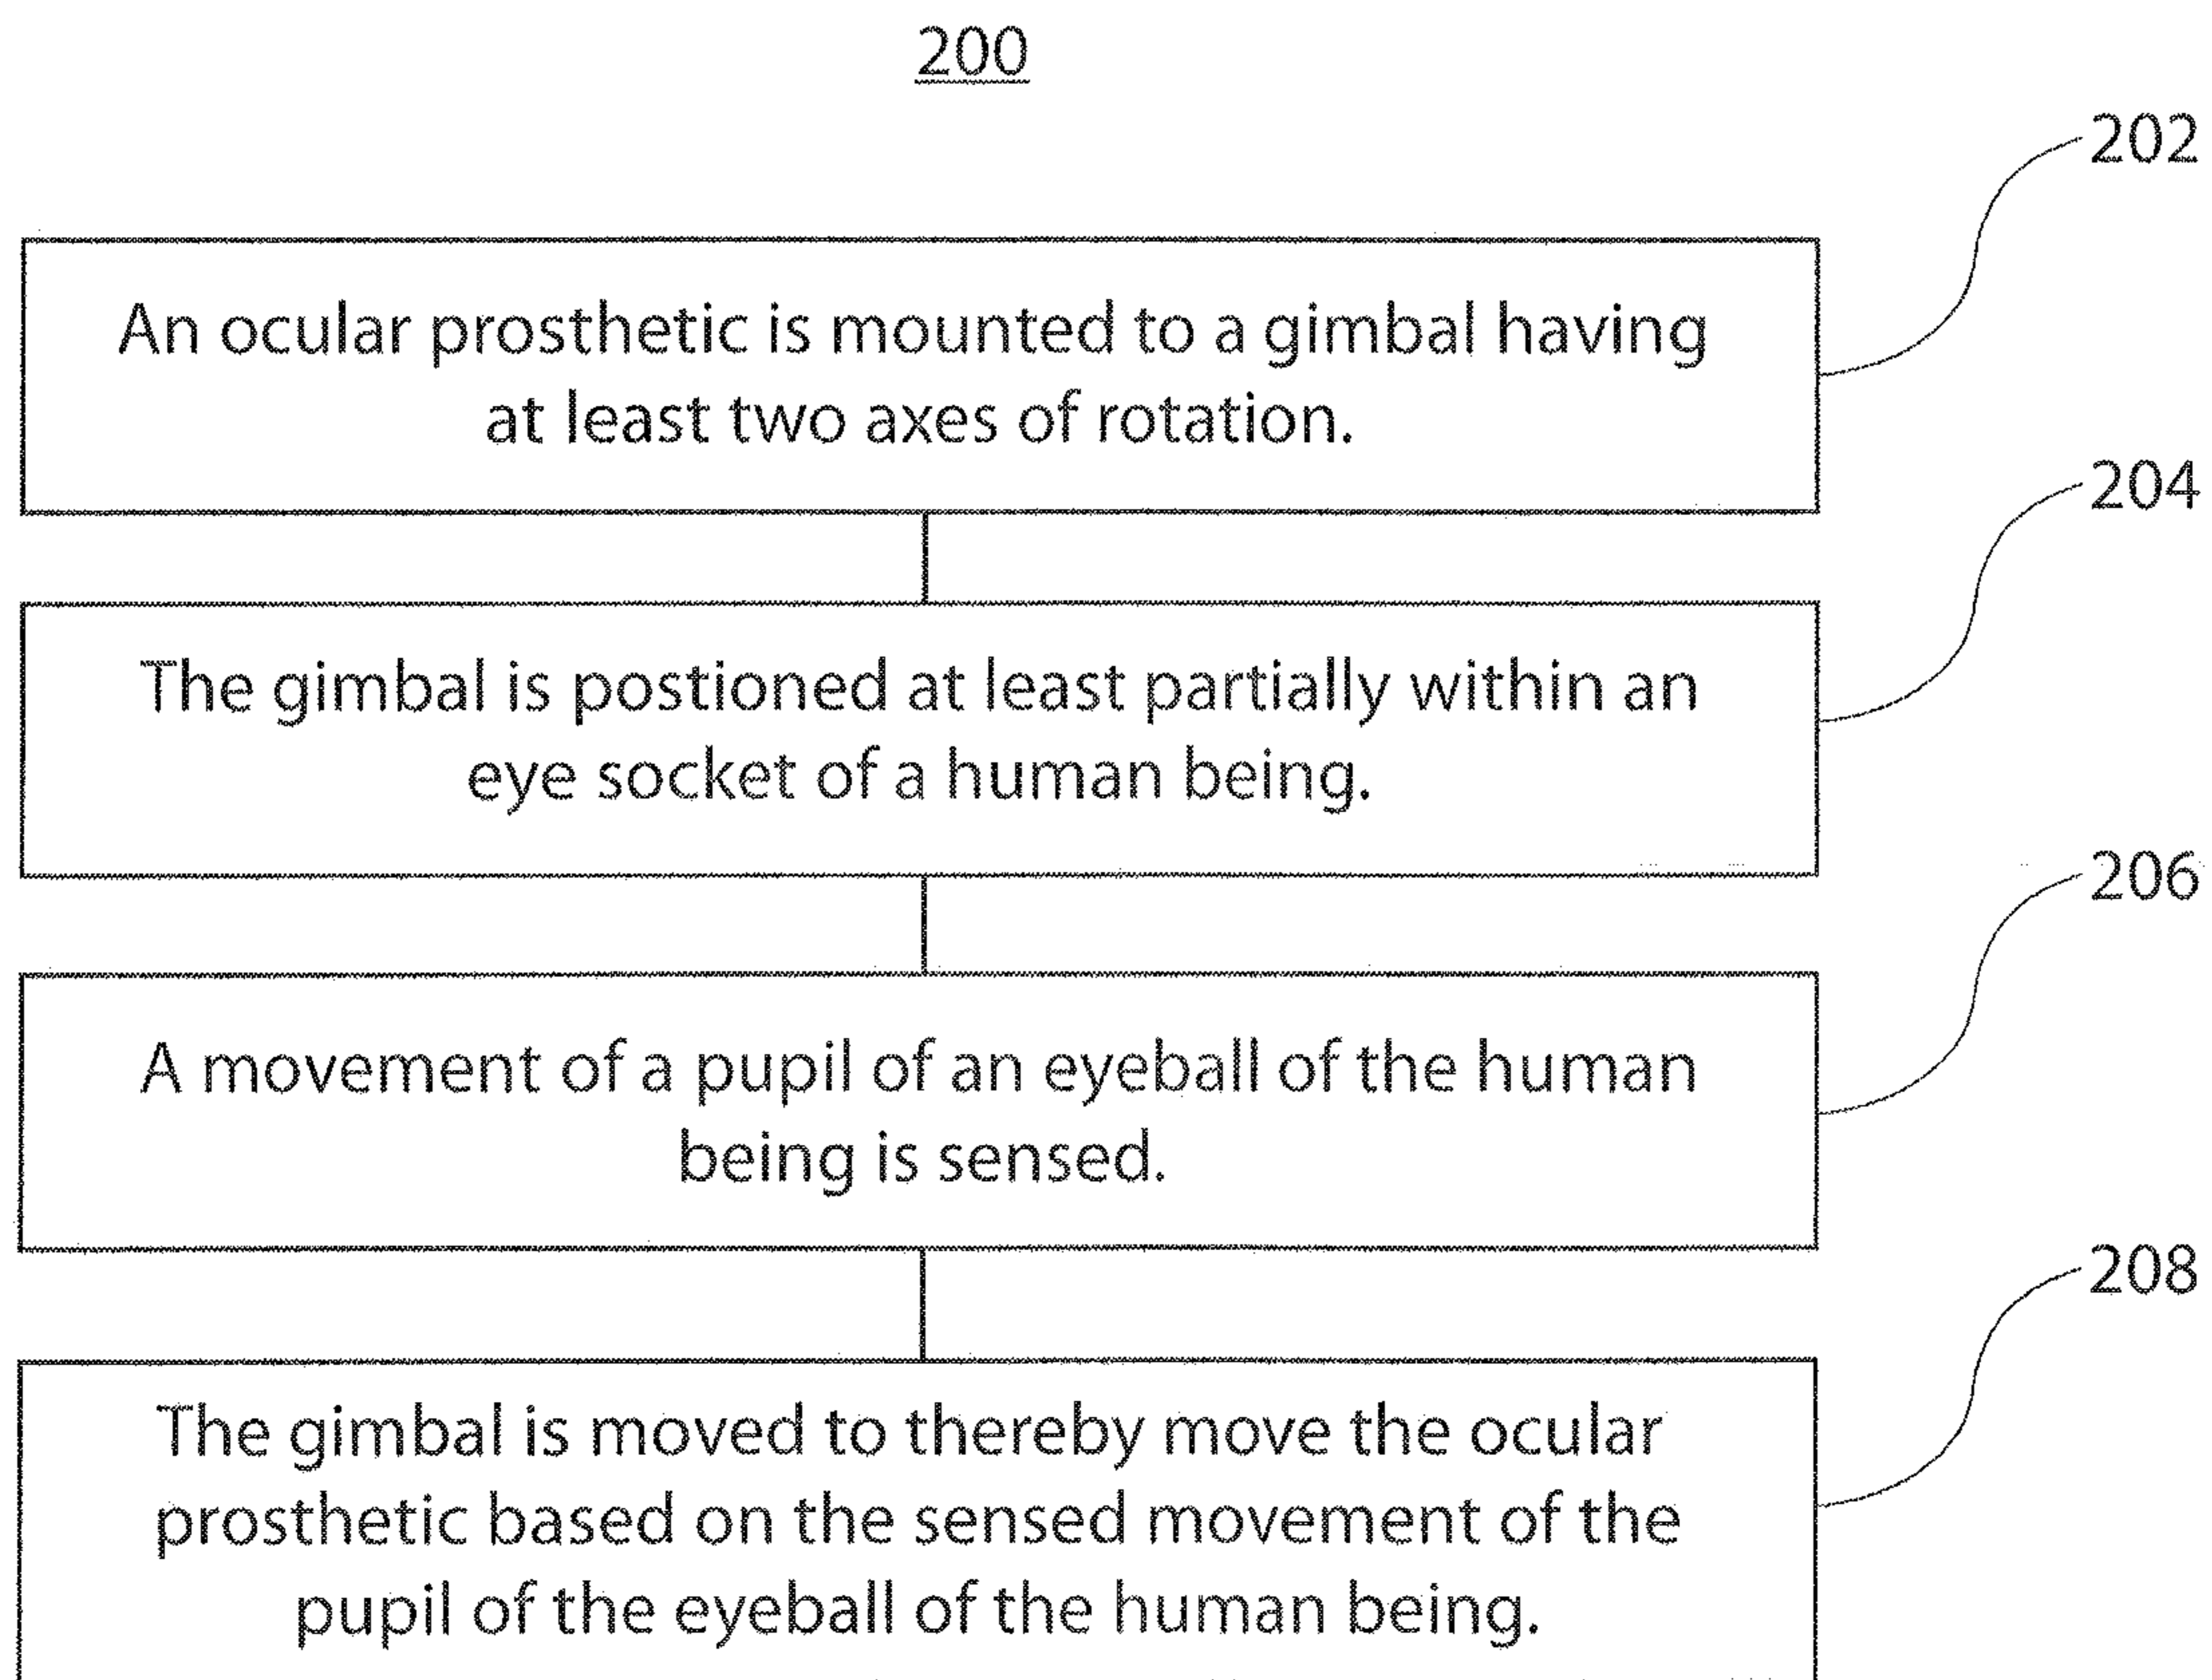 200
202
An ocular prosthetic is mounted to a gimbal having
at least two axes of rotation.
204
The gimbal is postioned at least partially within an
eye socket of a human being.
206
A movement of a pupil of an eyeball of the human
being is sensed.
208
The gimbal is moved to thereby move the ocular
prosthetic based on the sensed movement of the
pupil of the eyeball of the human being.